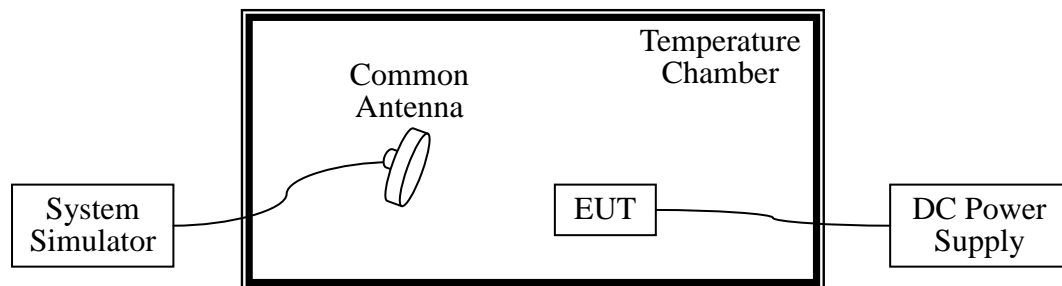 Temperature
Chamber
Common
Antenna
System
Simulator
EUT
DC Power
Supply